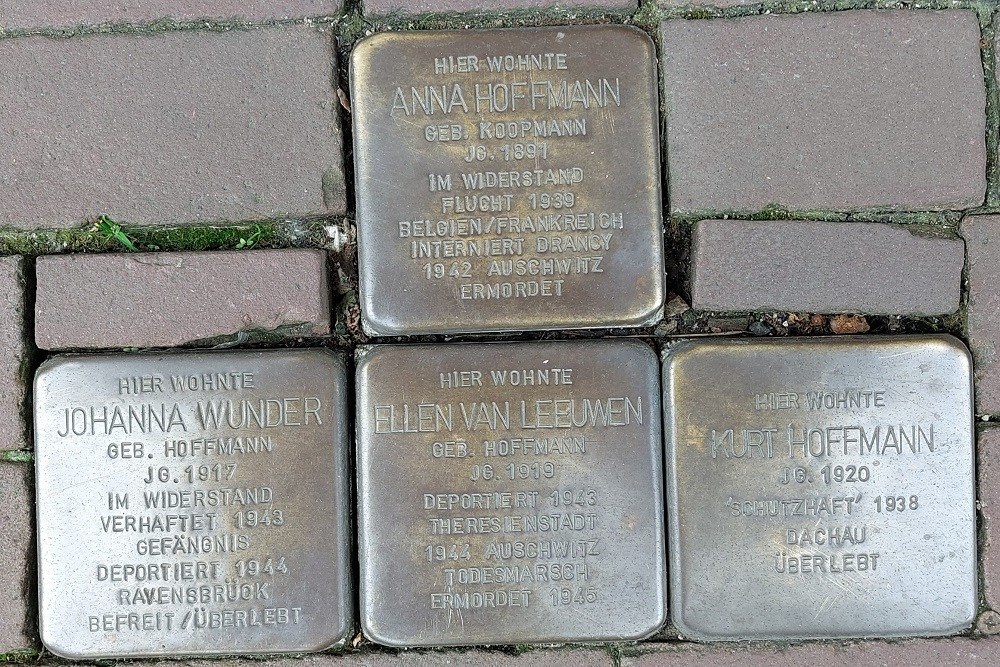 HIER WOHNTE
ANNA HOFFMANN
GEB. KOOPMANN
JG. 1891
IM WIDERSTAND
FLUCHT 1939
BELGIEN/FRANKREICH
INTERNIERT DRANCY
1942 AUSCHWITZ
ERMORDET
HIER WOHNTE
JOHANNA WUNDER
GEB. HOFFMANN
JG. 1917
IM WIDERSTAND
VERHAFTET 1943
GEFÄNGNIS
DEPORTIERT 1944
RAVENSBRÜCK
BEFREIT/ÜBERLEBT
HIER WOHNTE
ELLEN VAN LEEUWEN
GEB. HOFFMANN
JG. 1919
DEPORTIERT 1943
THERESIENSTADT
1944 AUSCHWITZ
TODESMARSCH
ERMORDET 1945
HIER WOHNTE
KURT HOFFMANN
JG. 1920
'SCHUTZHAFT' 1938
DACHAU
ÜBERLEBT